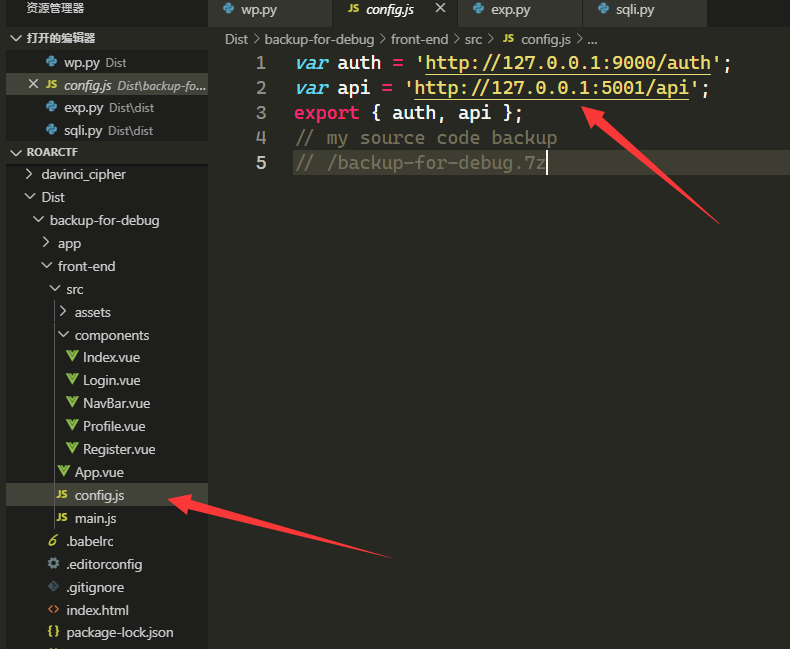 资源管理器
打开的编辑器
wp.py Dist
config.js Dist\backup-fo...
exp.py Dist\dist
sqli.py Dist\dist
ROARCTF
davinci_cipher
Dist
backup-for-debug
app
front-end
src
assets
components
Index.vue
Login.vue
NavBar.vue
Profile.vue
Register.vue
App.vue
JS config.js
JS main.js
.babelrc
.editorconfig
.gitignore
index.html
package-lock.json
wp.py JS config.js exp.py sqli.py
Dist > backup-for-debug > front-end > src > JS config.js > ...
1 var auth = 'http://127.0.0.1:9000/auth';
2 var api = 'http://127.0.0.1:5001/api';
3 export { auth, api };
4 // my source code backup
5 // /backup-for-debug.7z